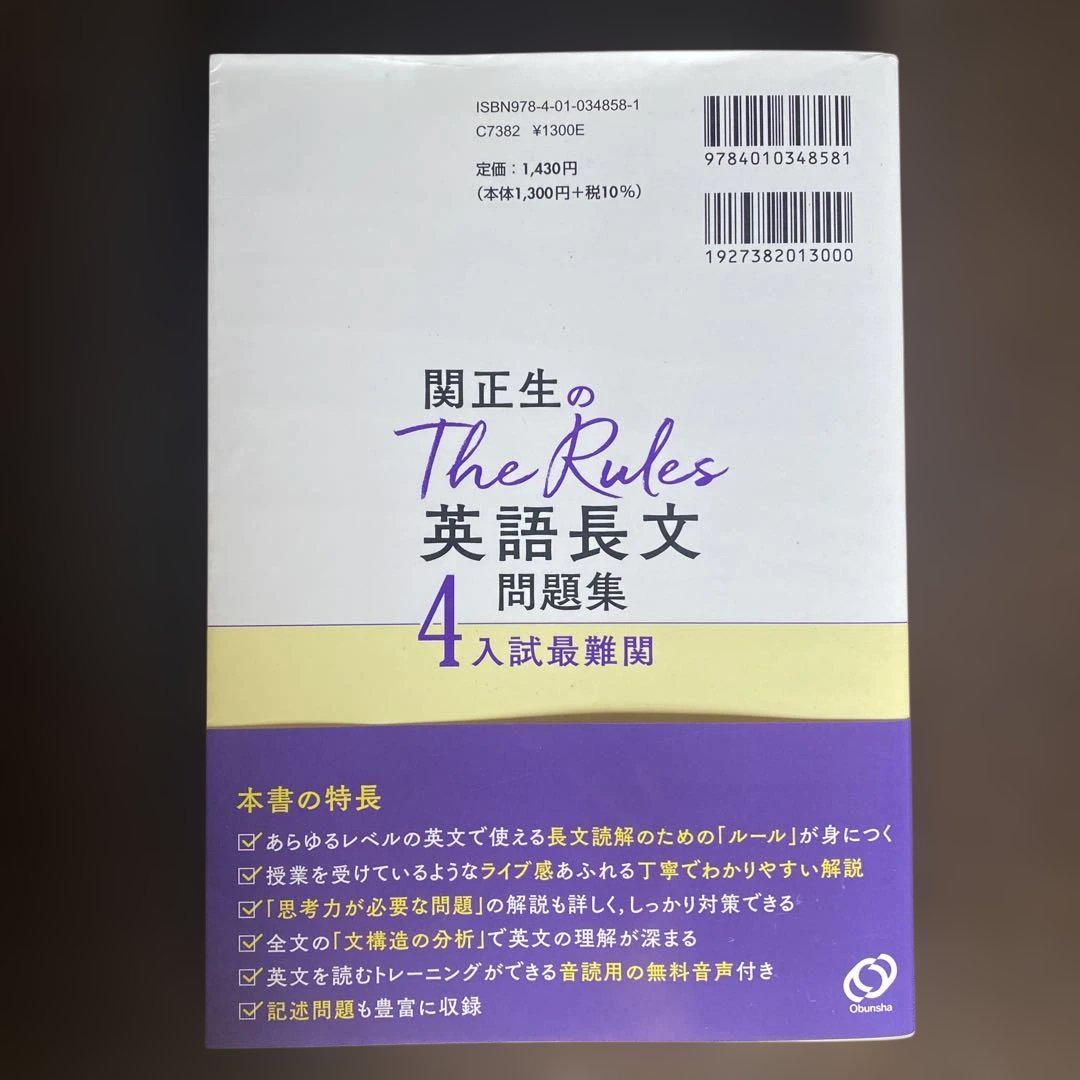 ISBN978-4-01-034858-1
C7382 ¥1300E
定価：1,430円
（本体1,300円＋税10％）
9784010348581
1927382013000
関正生の
The Rules
英語長文
問題集
4 入試最難関
本書の特長
あらゆるレベルの英文で使える長文読解のための「ルール」が身につく
授業を受けているようなライブ感あふれる丁寧でわかりやすい解説
「思考力が必要な問題」の解説も詳しく,しっかり対策できる
全文の「文構造の分析」で英文の理解が深まる
英文を読むトレーニングができる音読用の無料音声付き
記述問題も豊富に収録
Obunsha